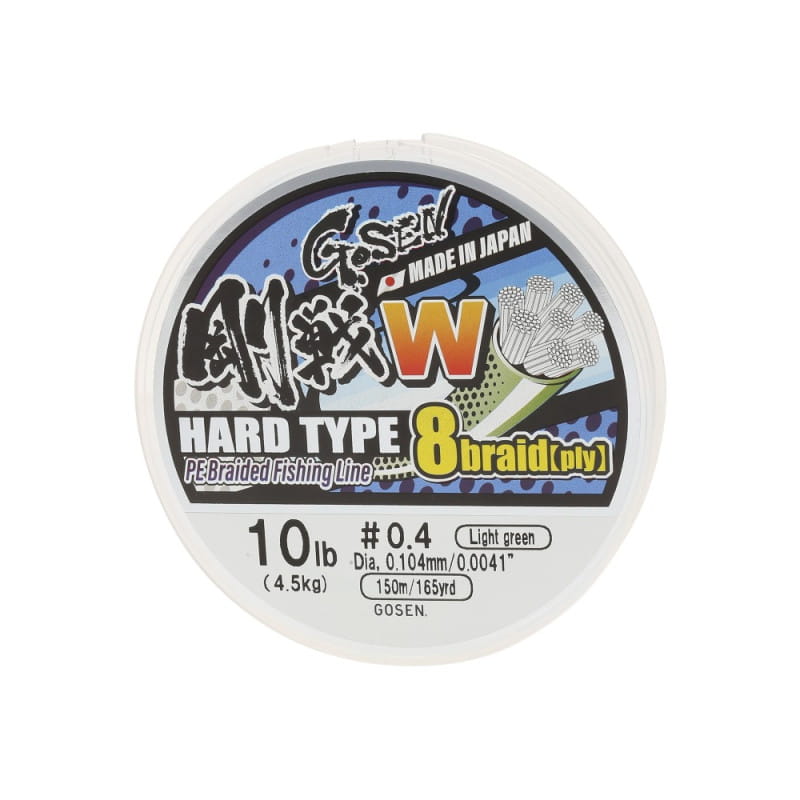 GOSEN
MADE IN JAPAN
剛戦 W
HARD TYPE 8braid【ply】
PE Braided Fishing Line
10lb #0.4 Light green
(4.5kg) Dia, 0.104mm/0.0041"
150m/165yrd
GOSEN.